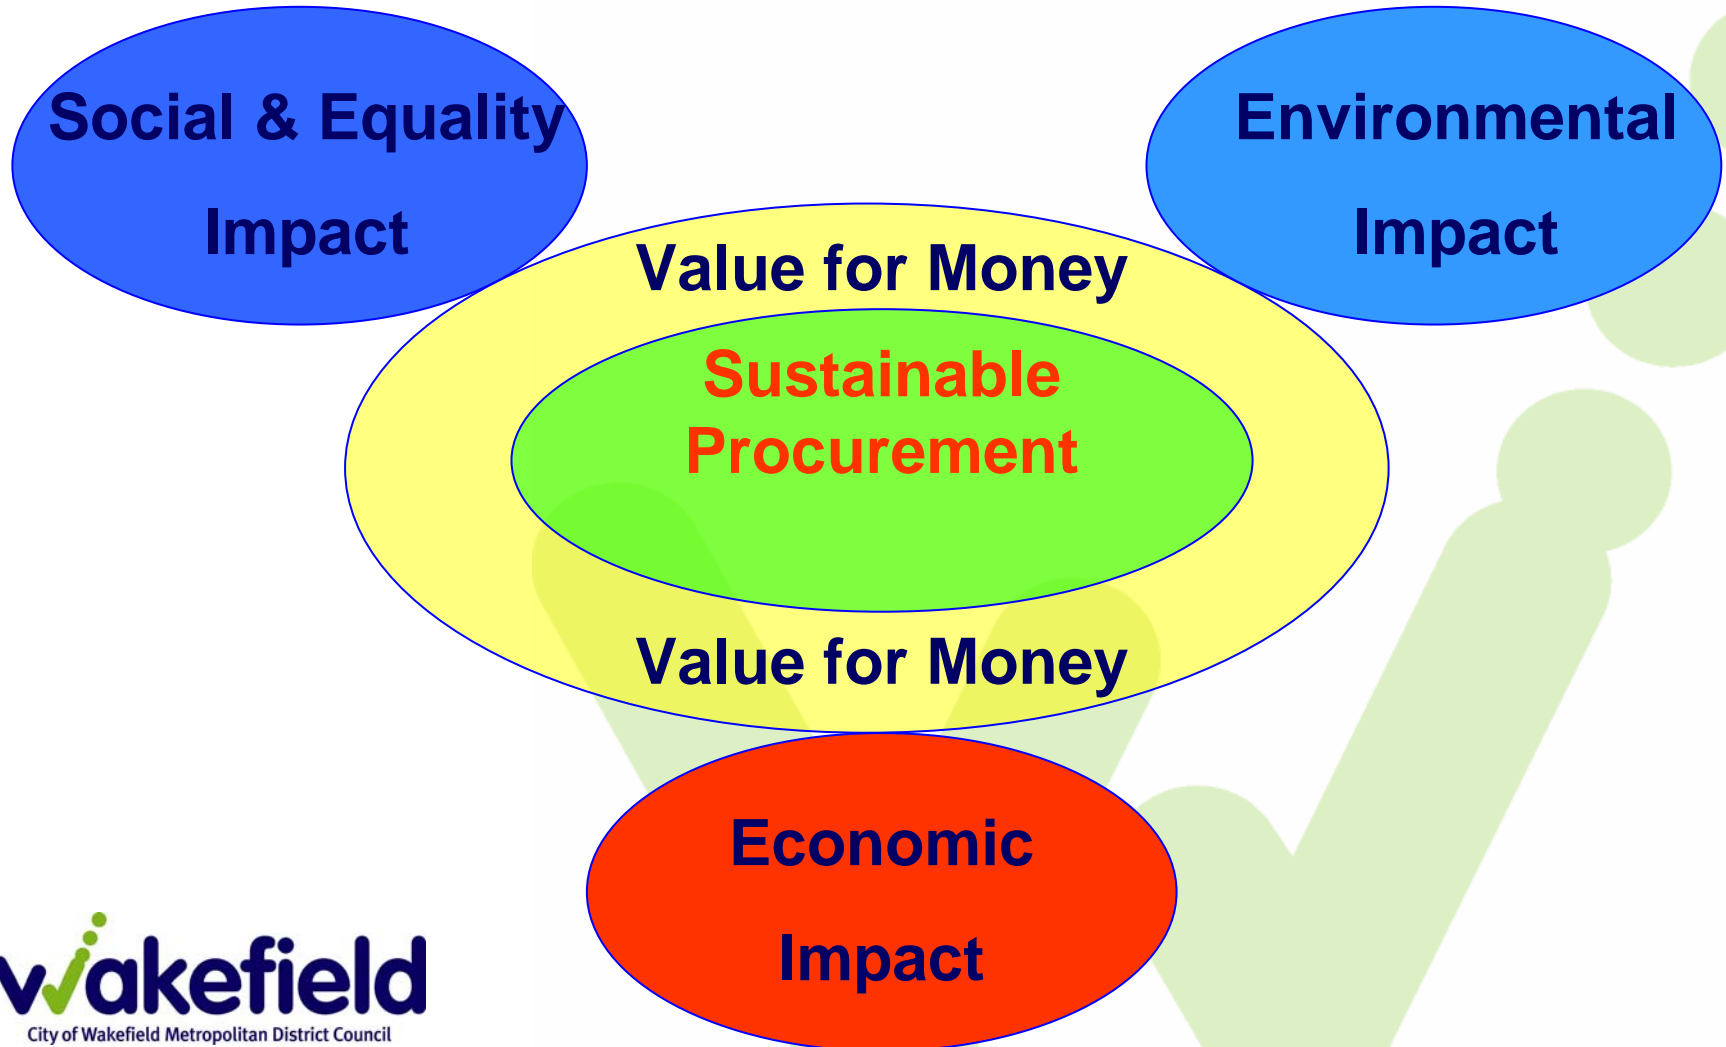 Social & Equality
Impact
Environmental
Impact
Value for Money
Sustainable
Procurement
Value for Money
Economic
Impact
wakefield
City of Wakefield Metropolitan District Council